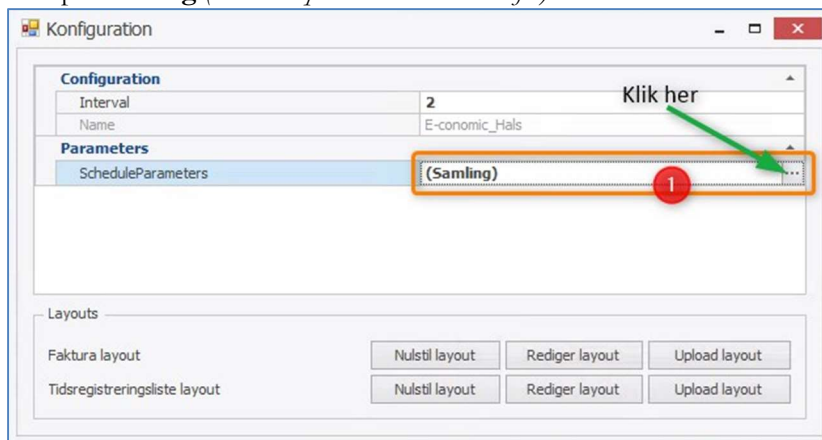 Konfiguration
Configuration
Interval 2
Klik her
Name E-conomic_Hals
Parameters
ScheduleParameters (Samling) ...
1
Layouts
Faktura layout Nulstil layout Rediger layout Upload layout
Tidsregistreringsliste layout Nulstil layout Rediger layout Upload layout